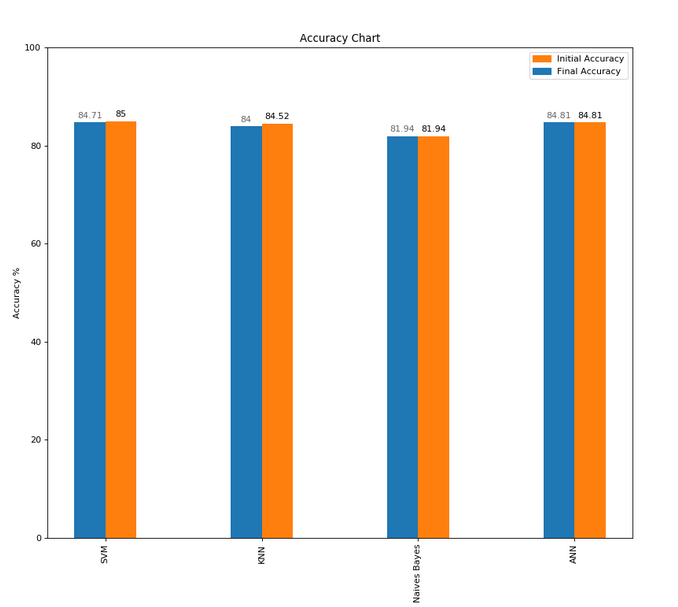 Accuracy Chart
Initial Accuracy
Final Accuracy
100
80
60
40
20
0
Accuracy %
84.71 85
84 84.52
81.94 81.94
84.81 84.81
SVM
KNN
Naives Bayes
ANN